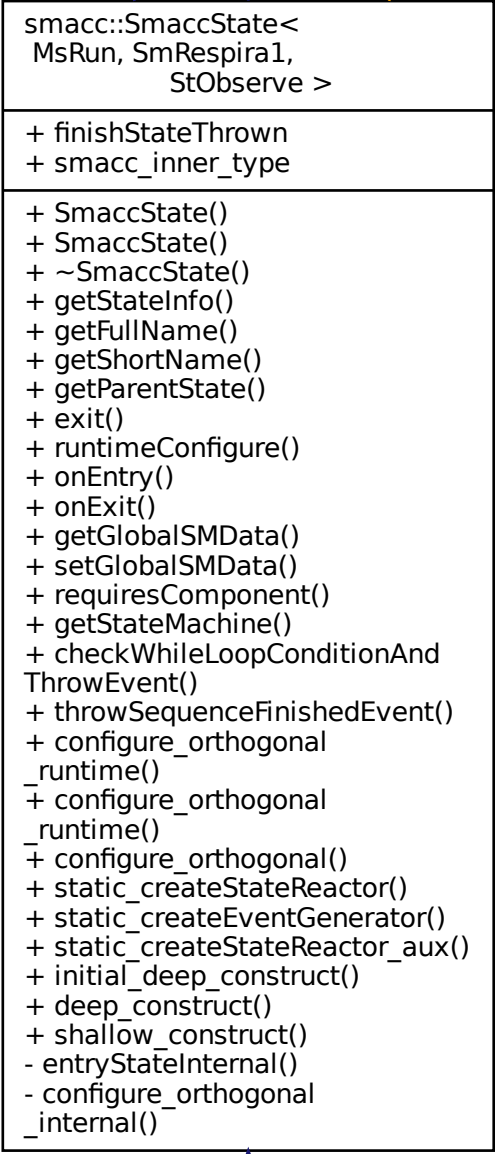 smacc::SmaccState<
MsRun, SmRespira1,
StObserve >
+ finishStateThrown
+ smacc_inner_type
+ SmaccState()
+ SmaccState()
+ ~SmaccState()
+ getStateInfo()
+ getFullName()
+ getShortName()
+ getParentState()
+ exit()
+ runtimeConfigure()
+ onEntry()
+ onExit()
+ getGlobalSMData()
+ setGlobalSMData()
+ requiresComponent()
+ getStateMachine()
+ checkWhileLoopConditionAnd
ThrowEvent()
+ throwSequenceFinishedEvent()
+ configure_orthogonal
_runtime()
+ configure_orthogonal
_runtime()
+ configure_orthogonal()
+ static_createStateReactor()
+ static_createEventGenerator()
+ static_createStateReactor_aux()
+ initial_deep_construct()
+ deep_construct()
+ shallow_construct()
- entryStateInternal()
- configure_orthogonal
_internal()